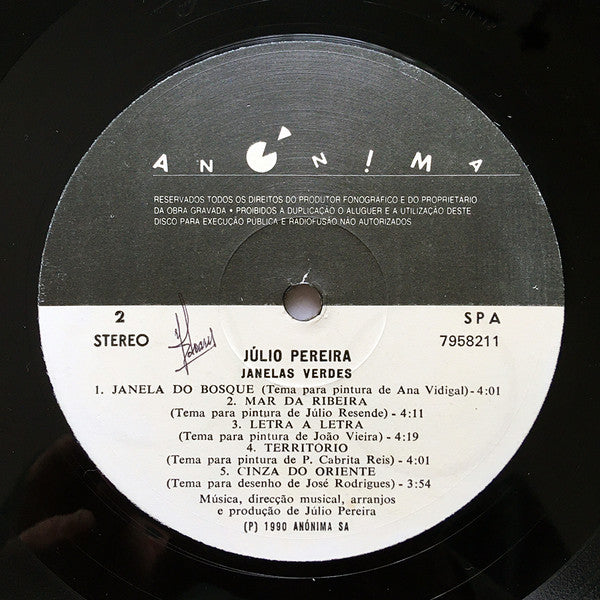 ANÓNIMA
RESERVADOS TODOS OS DIREITOS DO PRODUTOR FONOGRÁFICO E DO PROPRIETÁRIO
DA OBRA GRAVADA • PROIBIDOS A DUPLICAÇÃO O ALUGUER E A UTILIZAÇÃO DESTE
DISCO PARA EXECUÇÃO PÚBLICA E RADIOFUSÃO NÃO AUTORIZADOS
2 SPA
STEREO 7958211
JÚLIO PEREIRA
JANELAS VERDES
1. JANELA DO BOSQUE (Tema para pintura de Ana Vidigal) - 4:01
2. MAR DA RIBEIRA
(Tema para pintura de Júlio Resende) - 4:11
3. LETRA A LETRA
(Tema para pintura de João Vieira) - 4:19
4. TERRITORIO
(Tema para pintura de P. Cabrita Reis) - 4:01
5. CINZA DO ORIENTE
(Tema para desenho de José Rodrigues) - 3:54
Música, direcção musical, arranjos
e produção de Júlio Pereira
(P) 1990 ANÓNIMA SA